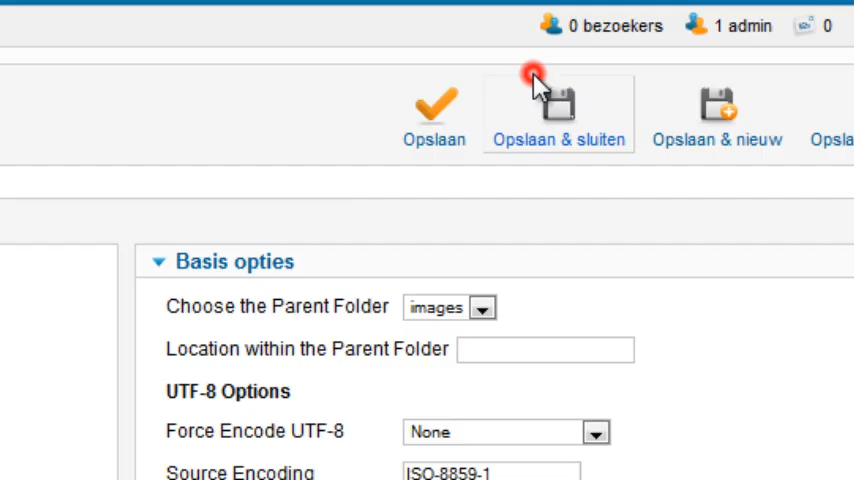 0 bezoekers 1 admin 0
Opslaan Opslaan & sluiten Opslaan & nieuw Opsla
Basis opties
Choose the Parent Folder images
Location within the Parent Folder
UTF-8 Options
Force Encode UTF-8 None
Source Encoding ISO-8859-1